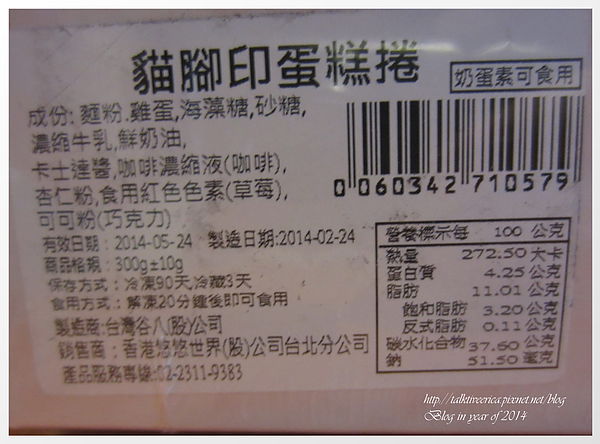 貓腳印蛋糕捲
奶蛋素可食用
成份: 麵粉.雞蛋,海藻糖,砂糖,
濃縮牛乳,鮮奶油,
卡士達醬,咖啡濃縮液(咖啡),
杏仁粉,食用紅色色素(草莓),
可可粉(巧克力)
0 060342 710579
有效日期：2014-05-24 製造日期:2014-02-24
商品格規：300g±10g
保存方式：冷凍90天,冷藏3天
食用方式：解凍20分鐘後即可食用
製造商:台灣谷八(股)公司
銷售商：香港悠悠世界(股)公司台北分公司
產品服務專線:02-2311-9383
營養標示每 100 公克
熱量 272.50 大卡
蛋白質 4.25 公克
脂肪 11.01 公克
飽和脂肪 3.20 公克
反式脂肪 0.11 公克
碳水化合物 37.60 公克
鈉 51.50 毫克
http://talktiveerica.pixnet.net/blog
Blog in year of 2014